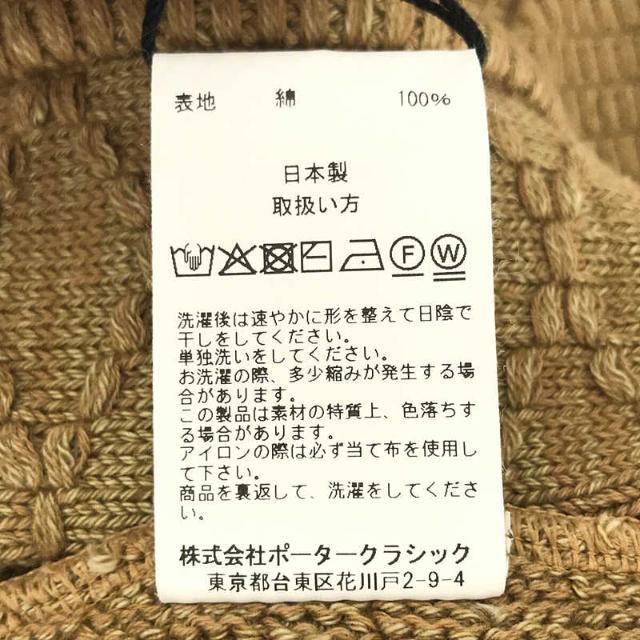 表地 綿 100%
日本製
取扱い方
F W
洗濯後は速やかに形を整えて日陰で
干しをしてください。
単独洗いをしてください。
お洗濯の際、多少縮みが発生する場
合があります。
この製品は素材の特質上、色落ちす
る場合があります。
アイロンの際は必ず当て布を使用し
て下さい。
商品を裏返して、洗濯をしてくださ
い。
株式会社ポータークラシック
東京都台東区花川戸2-9-4